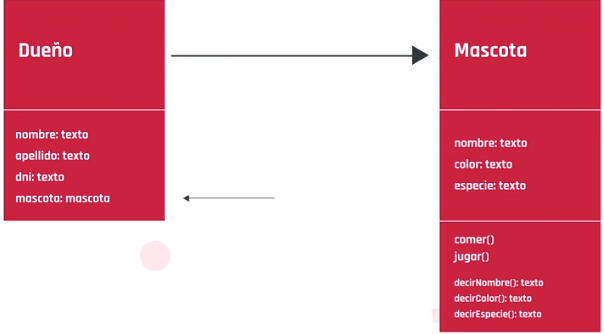 Dueño
nombre: texto
apellido: texto
dni: texto
mascota: mascota
Mascota
nombre: texto
color: texto
especie: texto
comer()
jugar()
decirNombre(): texto
decirColor(): texto
decirEspecie(): texto